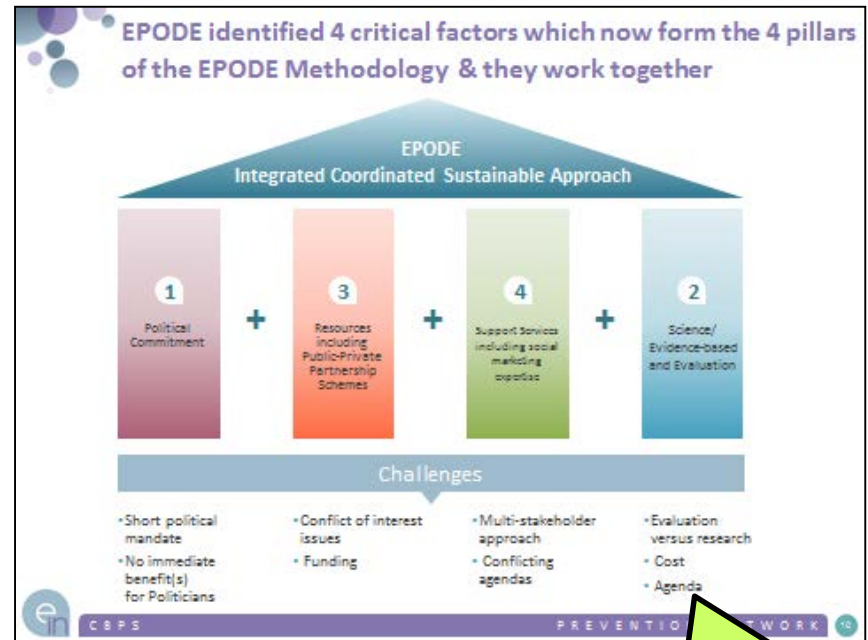 EPODE identified 4 critical factors which now form the 4 pillars
of the EPODE Methodology & they work together
EPODE
Integrated Coordinated Sustainable Approach
1
Political
Commitment
+
3
Resources
including
Public-Private
Partnership
Schemes
+
4
Support Services
including social
marketing
expertise
+
2
Science/
Evidence-based
and Evaluation
Challenges
•Short political
mandate
•No immediate
benefit(s)
for Politicians
•Conflict of interest
issues
• Funding
•Multi-stakeholder
approach
• Conflicting
agendas
•Evaluation
versus research
• Cost
• Agenda
ein
CBPS
PREVENTIO TWORK